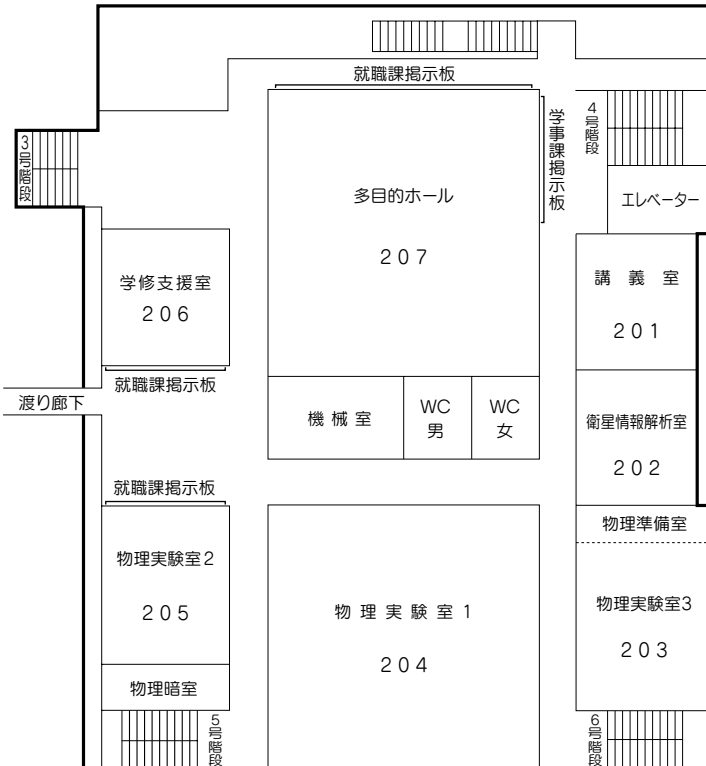 就職課掲示板
3号階段
学事課掲示板
4号階段
多目的ホール
207
エレベーター
学修支援室
206
講義室
201
就職課掲示板
渡り廊下
機械室
WC
男
WC
女
衛星情報解析室
202
就職課掲示板
物理準備室
物理実験室2
205
物理実験室1
204
物理実験室3
203
物理暗室
5号階段
6号階段